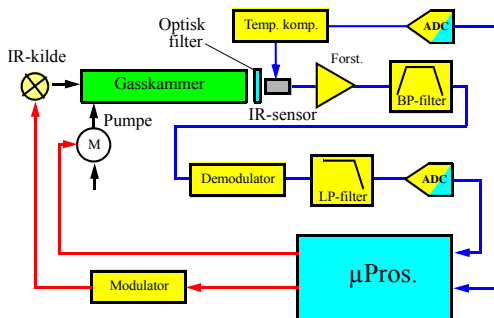 Optisk
filter
Temp. komp.
ADC
IR-kilde
Gasskammer
Forst.
BP-filter
IR-sensor
Pumpe
M
Demodulator
LP-filter
ADC
µPros.
Modulator